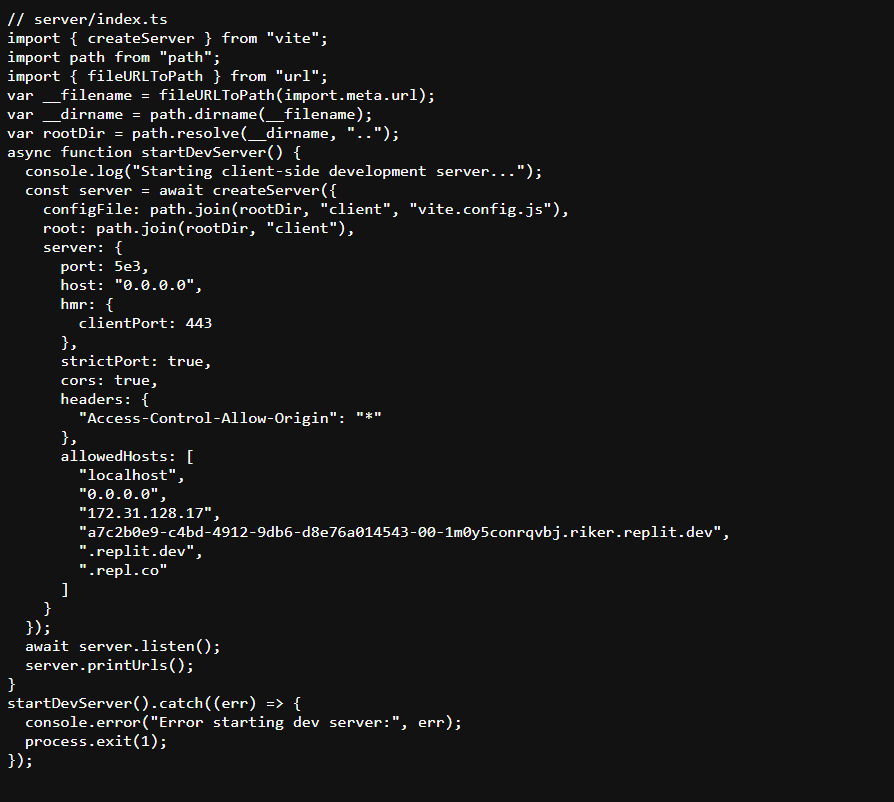 // server/index.ts
import { createServer } from "vite";
import path from "path";
import { fileURLToPath } from "url";
var __filename = fileURLToPath(import.meta.url);
var __dirname = path.dirname(__filename);
var rootDir = path.resolve(__dirname, "..");
async function startDevServer() {
  console.log("Starting client-side development server...");
  const server = await createServer({
    configFile: path.join(rootDir, "client", "vite.config.js"),
    root: path.join(rootDir, "client"),
    server: {
      port: 5e3,
      host: "0.0.0.0",
      hmr: {
        clientPort: 443
      },
      strictPort: true,
      cors: true,
      headers: {
        "Access-Control-Allow-Origin": "*"
      },
      allowedHosts: [
        "localhost",
        "0.0.0.0",
        "172.31.128.17",
        "a7c2b0e9-c4bd-4912-9db6-d8e76a014543-00-1m0y5conrqvbj.riker.replit.dev",
        ".replit.dev",
        ".repl.co"
      ]
    }
  });
  await server.listen();
  server.printUrls();
}
startDevServer().catch((err) => {
  console.error("Error starting dev server:", err);
  process.exit(1);
});